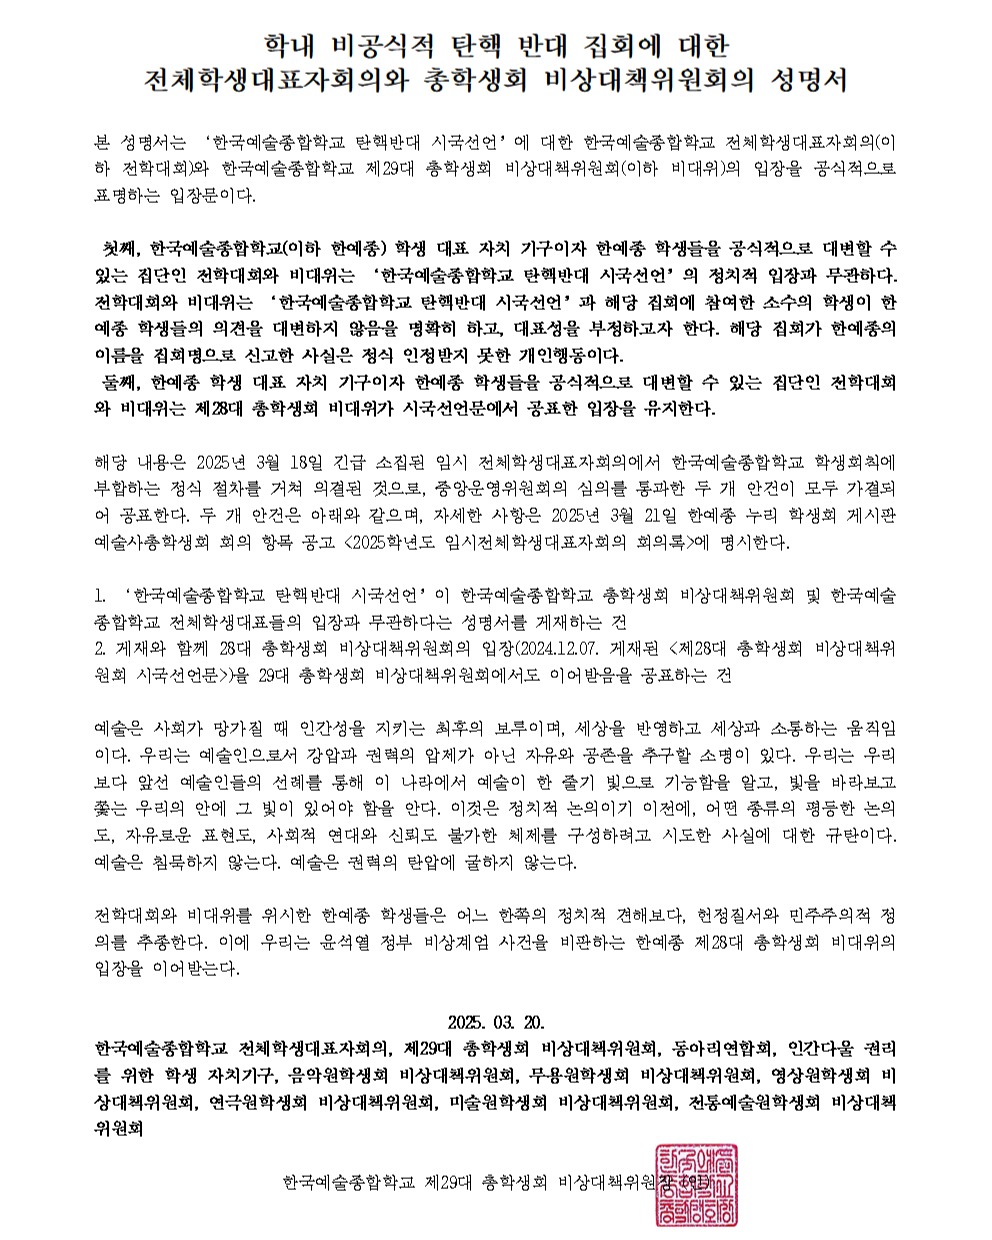 학내 비공식적 탄핵 반대 집회에 대한
전체학생대표자회의와 총학생회 비상대책위원회의 성명서
본 성명서는 ‘한국예술종합학교 탄핵반대 시국선언’에 대한 한국예술종합학교 전체학생대표자회의(이
하 전학대회)와 한국예술종합학교 제29대 총학생회 비상대책위원회(이하 비대위)의 입장을 공식적으로
표명하는 입장문이다.
첫째, 한국예술종합학교(이하 한예종) 학생 대표 자치 기구이자 한예종 학생들을 공식적으로 대변할 수
있는 집단인 전학대회와 비대위는 ‘한국예술종합학교 탄핵반대 시국선언’의 정치적 입장과 무관하다.
전학대회와 비대위는 ‘한국예술종합학교 탄핵반대 시국선언’과 해당 집회에 참여한 소수의 학생이 한
예종 학생들의 의견을 대변하지 않음을 명확히 하고, 대표성을 부정하고자 한다. 해당 집회가 한예종의
이름을 집회명으로 신고한 사실은 정식 인정받지 못한 개인행동이다.
둘째, 한예종 학생 대표 자치 기구이자 한예종 학생들을 공식적으로 대변할 수 있는 집단인 전학대회
와 비대위는 제28대 총학생회 비대위가 시국선언문에서 공표한 입장을 유지한다.
해당 내용은 2025년 3월 18일 긴급 소집된 임시 전체학생대표자회의에서 한국예술종합학교 학생회칙에
부합하는 정식 절차를 거쳐 의결된 것으로, 중앙운영위원회의 심의를 통과한 두 개 안건이 모두 가결되
어 공표한다. 두 개 안건은 아래와 같으며, 자세한 사항은 2025년 3월 21일 한예종 누리 학생회 게시판
예술사총학생회 회의 항목 공고 <2025학년도 임시전체학생대표자회의 회의록>에 명시한다.
1. ‘한국예술종합학교 탄핵반대 시국선언’이 한국예술종합학교 총학생회 비상대책위원회 및 한국예술
종합학교 전체학생대표들의 입장과 무관하다는 성명서를 게재하는 건
2. 게재와 함께 28대 총학생회 비상대책위원회의 입장(2024.12.07. 게재된 <제28대 총학생회 비상대책위
원회 시국선언문>)을 29대 총학생회 비상대책위원회에서도 이어받음을 공표하는 건
예술은 사회가 망가질 때 인간성을 지키는 최후의 보루이며, 세상을 반영하고 세상과 소통하는 움직임
이다. 우리는 예술인으로서 강압과 권력의 압제가 아닌 자유와 공존을 추구할 소명이 있다. 우리는 우리
보다 앞선 예술인들의 선례를 통해 이 나라에서 예술이 한 줄기 빛으로 기능함을 알고, 빛을 바라보고
쫓는 우리의 안에 그 빛이 있어야 함을 안다. 이것은 정치적 논의이기 이전에, 어떤 종류의 평등한 논의
도, 자유로운 표현도, 사회적 연대와 신뢰도 불가한 체제를 구성하려고 시도한 사실에 대한 규탄이다.
예술은 침묵하지 않는다. 예술은 권력의 탄압에 굴하지 않는다.
전학대회와 비대위를 위시한 한예종 학생들은 어느 한쪽의 정치적 견해보다, 헌정질서와 민주주의적 정
의를 추종한다. 이에 우리는 윤석열 정부 비상계엄 사건을 비판하는 한예종 제28대 총학생회 비대위의
입장을 이어받는다.
2025. 03. 20.
한국예술종합학교 전체학생대표자회의, 제29대 총학생회 비상대책위원회, 동아리연합회, 인간다울 권리
를 위한 학생 자치기구, 음악원학생회 비상대책위원회, 무용원학생회 비상대책위원회, 영상원학생회 비
상대책위원회, 연극원학생회 비상대책위원회, 미술원학생회 비상대책위원회, 전통예술원학생회 비상대책
위원회
한국예술종합학교 제29대 총학생회 비상대책위원장 (인)